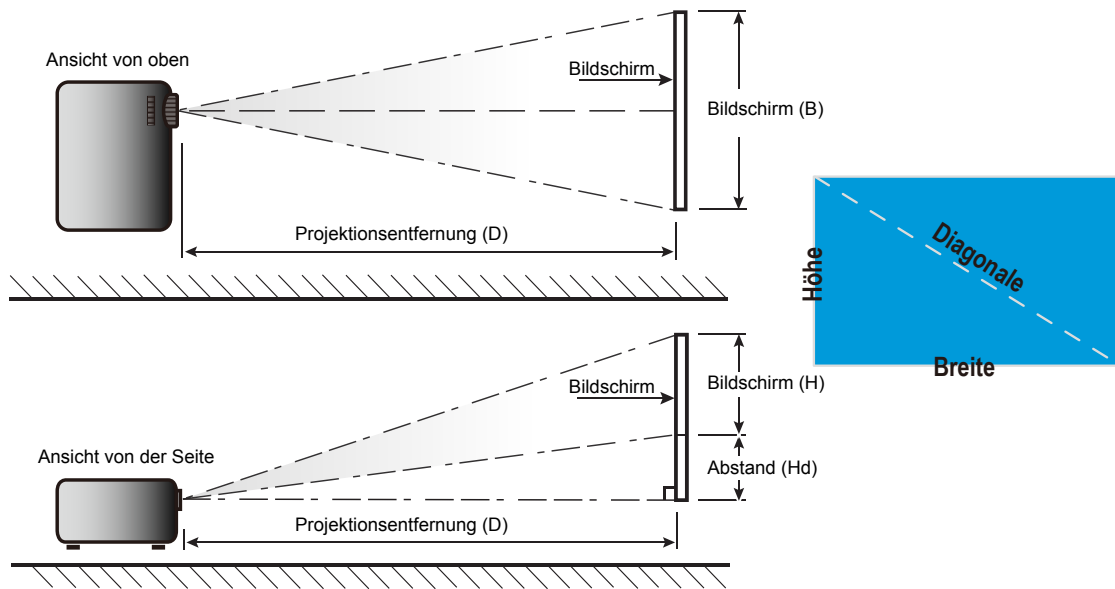 Ansicht von oben
Bildschirm
Bildschirm (B)
Projektionsentfernung (D)
Diagonale
Höhe
Breite
Bildschirm
Bildschirm (H)
Ansicht von der Seite
Abstand (Hd)
Projektionsentfernung (D)